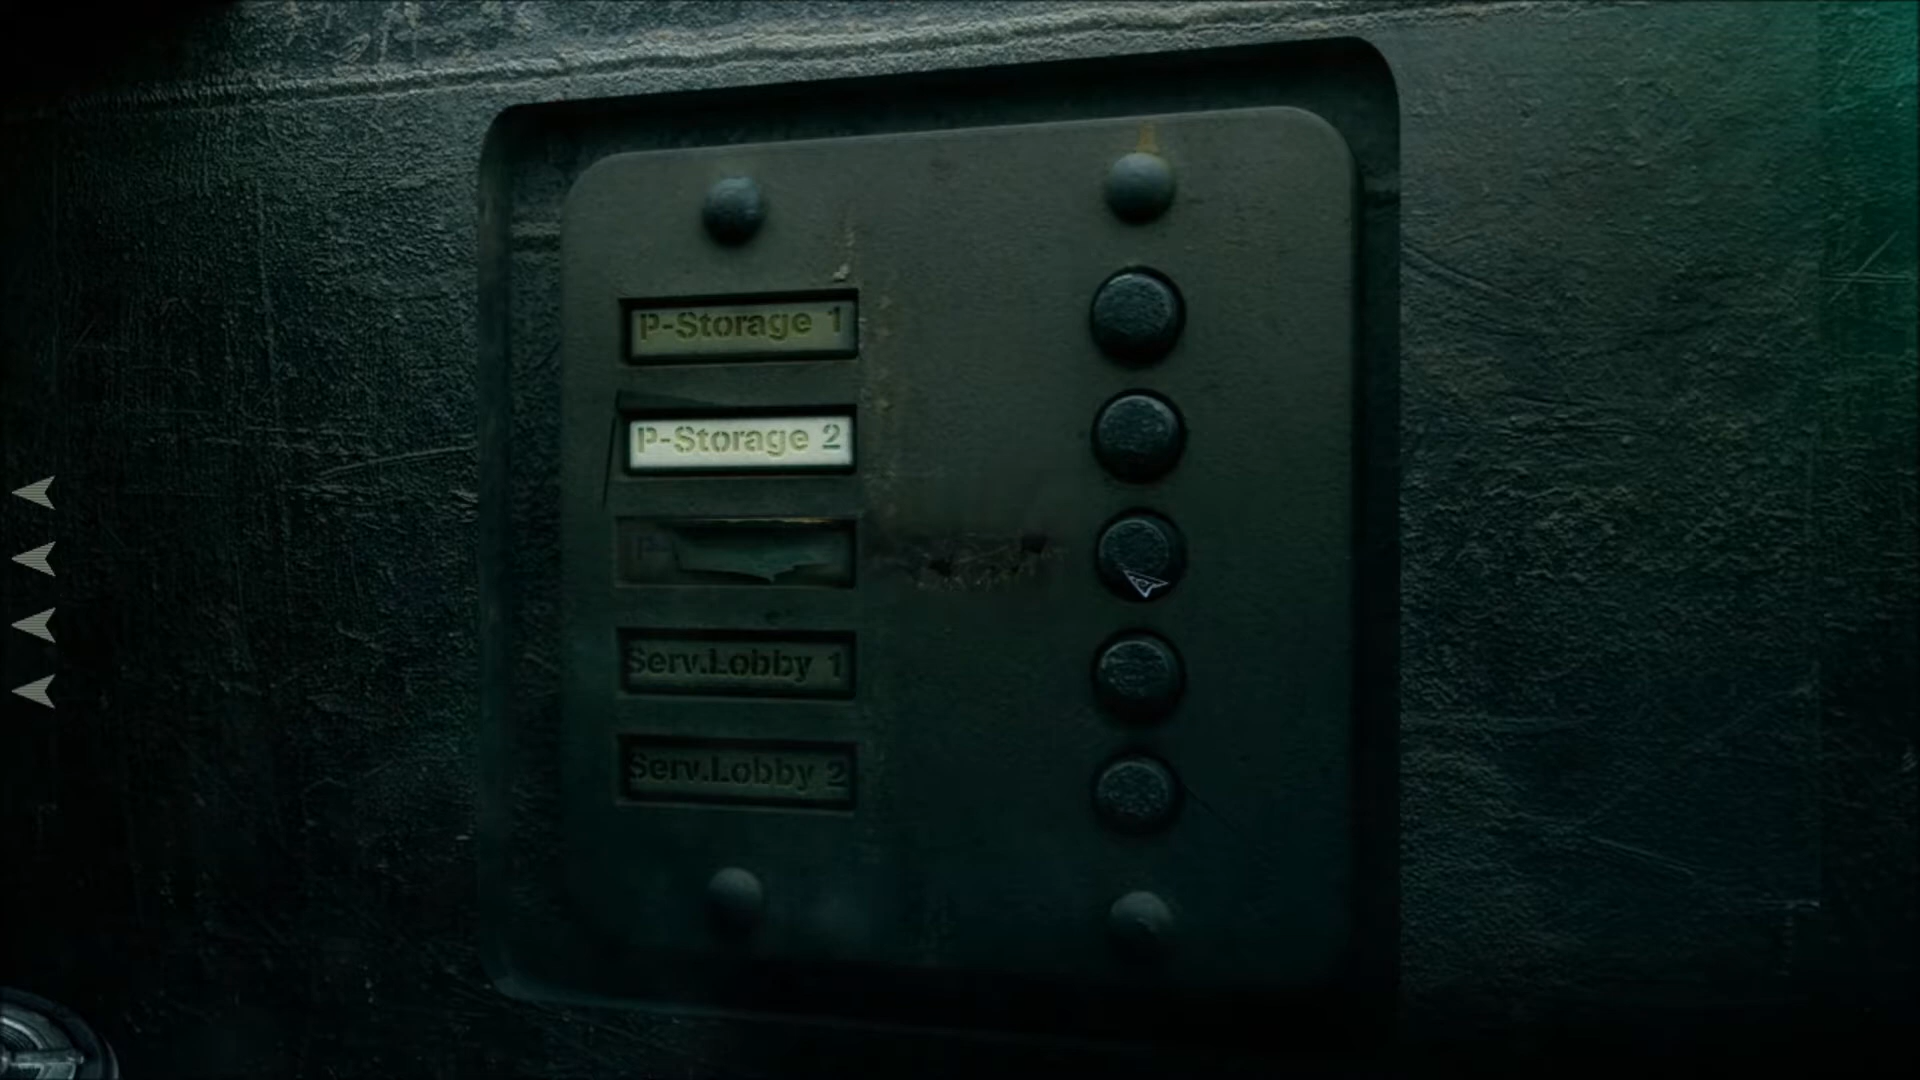 P-Storage 1
P-Storage 2
P-
Serv.Lobby 1
Serv.Lobby 2